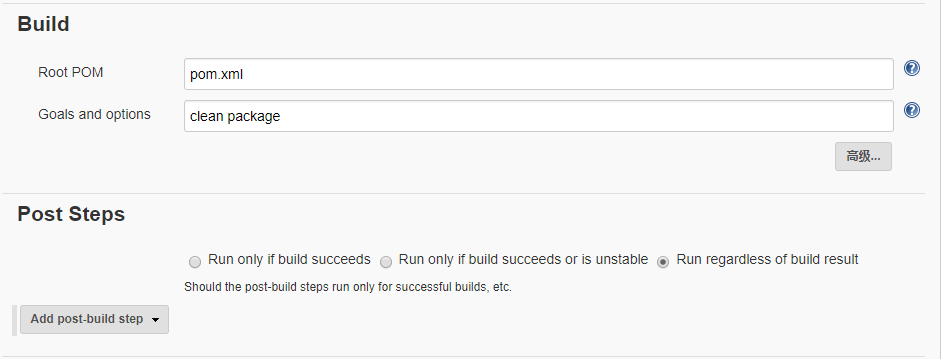 Build
Root POM
pom.xml
Goals and options
clean package
高级...
Post Steps
Run only if build succeeds Run only if build succeeds or is unstable Run regardless of build result
Should the post-build steps run only for successful builds, etc.
Add post-build step